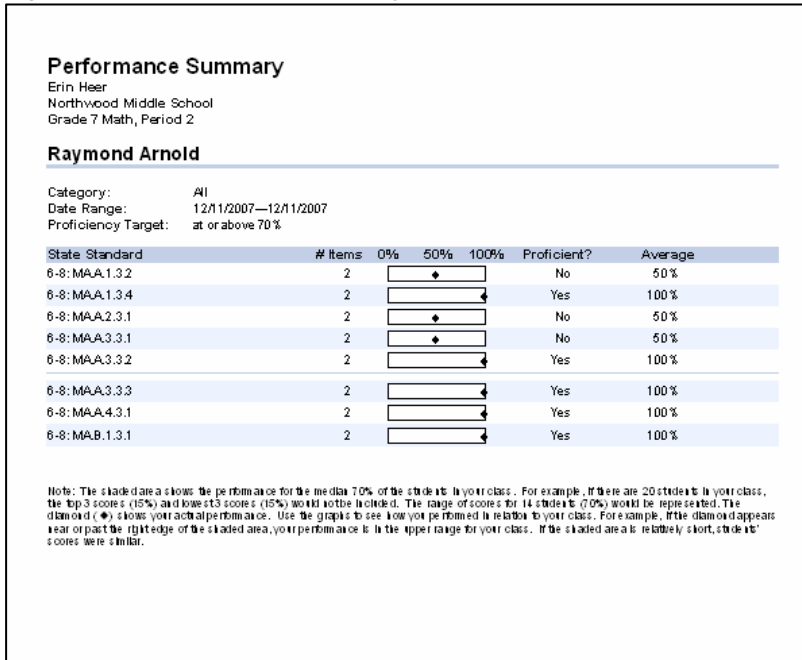 Performance Summary
Erin Heer
Northwood Middle School
Grade 7 Math, Period 2
Raymond Arnold
Category: All
Date Range: 12/11/2007—12/11/2007
Proficiency Target: at or above 70%
State Standard # Items 0% 50% 100% Proficient? Average
6-8: MA.A.1.3.2 2 No 50%
6-8: MA.A.1.3.4 2 Yes 100%
6-8: MA.A.2.3.1 2 No 50%
6-8: MA.A.3.3.1 2 No 50%
6-8: MA.A.3.3.2 2 Yes 100%
6-8: MA.A.3.3.3 2 Yes 100%
6-8: MA.A.4.3.1 2 Yes 100%
6-8: MA.B.1.3.1 2 Yes 100%
Note: The shaded area shows the performance for the median 70% of the students in your class. For example, if there are 20 students in your class,
the top 3 scores (15%) and lowest 3 scores (15%) would not be included. The range of scores for 14 students (70%) would be represented. The
diamond (◆) shows your actual performance. Use the graphs to see how you performed in relation to your class. For example, if the diamond appears
near or past the right edge of the shaded area, your performance is in the upper range for your class. If the shaded area is relatively short, students'
scores were similar.